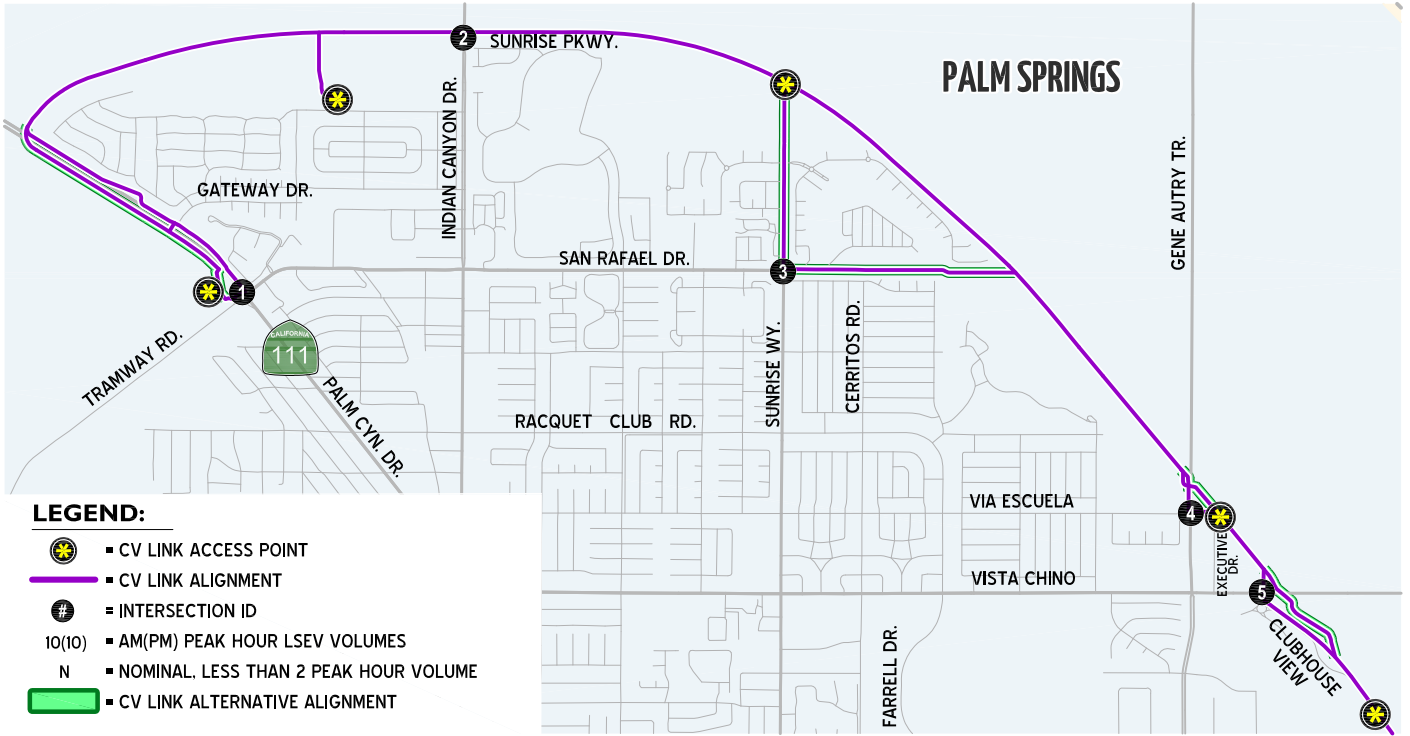 SUNRISE PKWY.
PALM SPRINGS
INDIAN CANYON DR.
GENE AUTRY TR.
GATEWAY DR.
SAN RAFAEL DR.
TRAMWAY RD.
CALIFORNIA
111
PALM CYN. DR.
SUNRISE WY.
CERRITOS RD.
RACQUET CLUB RD.
VIA ESCUELA
EXECUTIVE
DR.
VISTA CHINO
CLUBHOUSE
VIEW
FARRELL DR.
1
2
3
4
5
LEGEND:
= CV LINK ACCESS POINT
= CV LINK ALIGNMENT
# = INTERSECTION ID
10(10) = AM(PM) PEAK HOUR LSEV VOLUMES
N = NOMINAL, LESS THAN 2 PEAK HOUR VOLUME
= CV LINK ALTERNATIVE ALIGNMENT